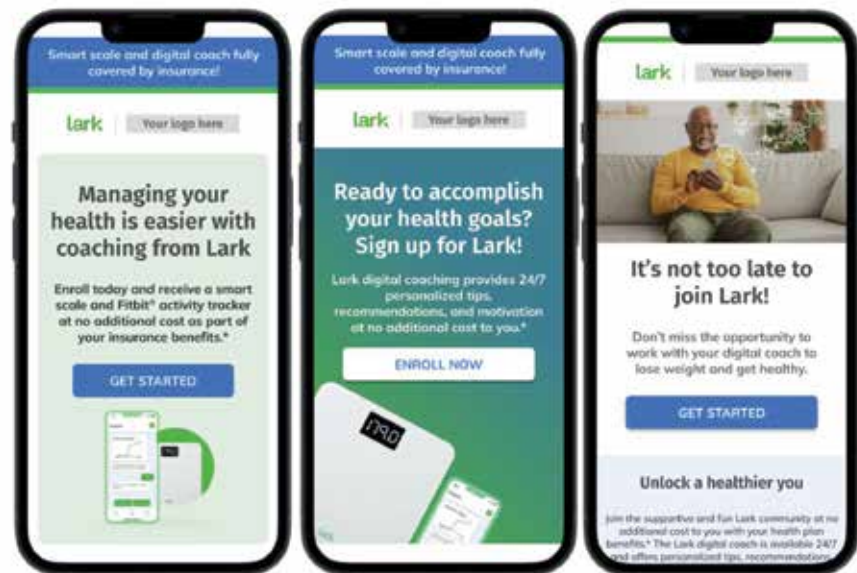 Smart scale and digital coach fully
covered by insurance!
lark
Your logo here
Managing your
health is easier with
coaching from Lark
Enroll today and receive a smart
scale and Fitbit® activity tracker
at no additional cost as part of
your insurance benefits.*
GET STARTED
Smart scale and digital coach fully
covered by insurance!
lark
Your logo here
Ready to accomplish
your health goals?
Sign up for Lark!
Lark digital coaching provides 24/7
personalized tips,
recommendations, and motivation
at no additional cost to you.*
ENROLL NOW
179.0
lark
Your logo here
It's not too late to
join Lark!
Don't miss the opportunity to
work with your digital coach to
lose weight and get healthy.
GET STARTED
Unlock a healthier you
Join the supportive and fun Lark community at no
additional cost to you with your health plan
benefits.* The Lark digital coach is available 24/7
and offers personalized tips, recommendations,